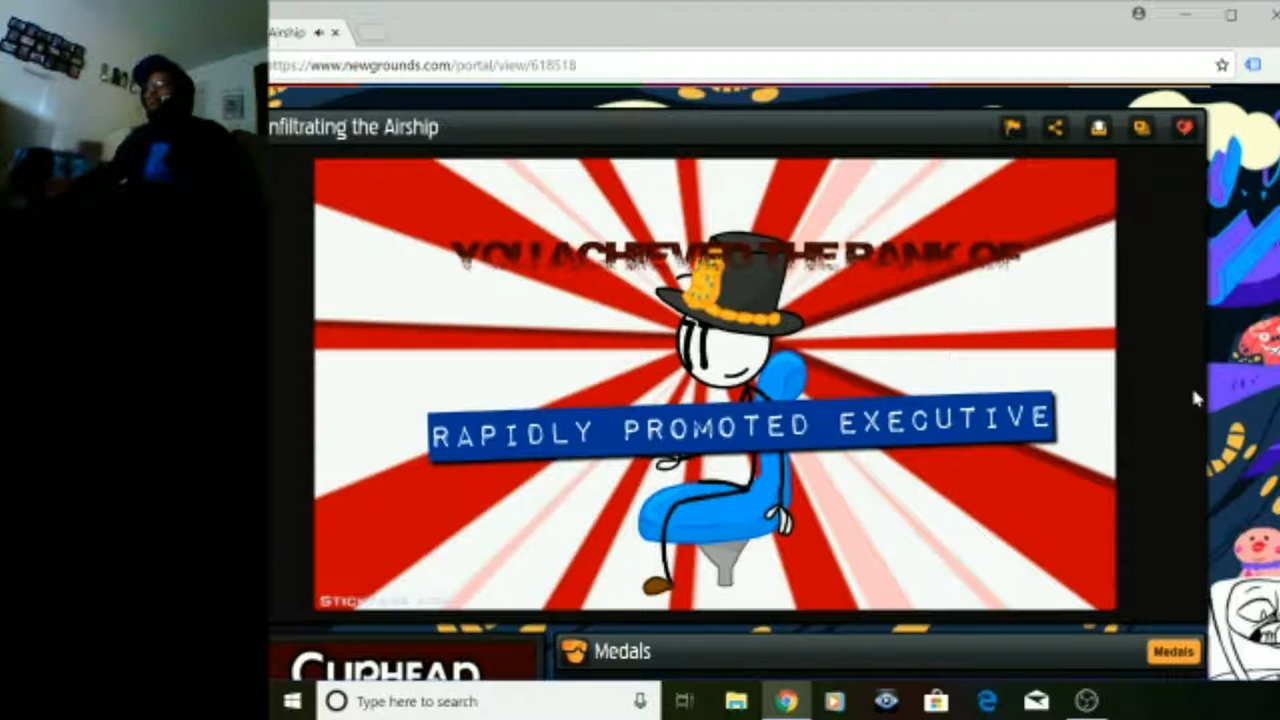 Airship
ttps://www.newgrounds.com/portal/view/618518
nfiltrating the Airship
YOU ACHIEVED THE RANK OF
RAPIDLY PROMOTED EXECUTIVE
CUPHEAD
Medals
Medals
Type here to search